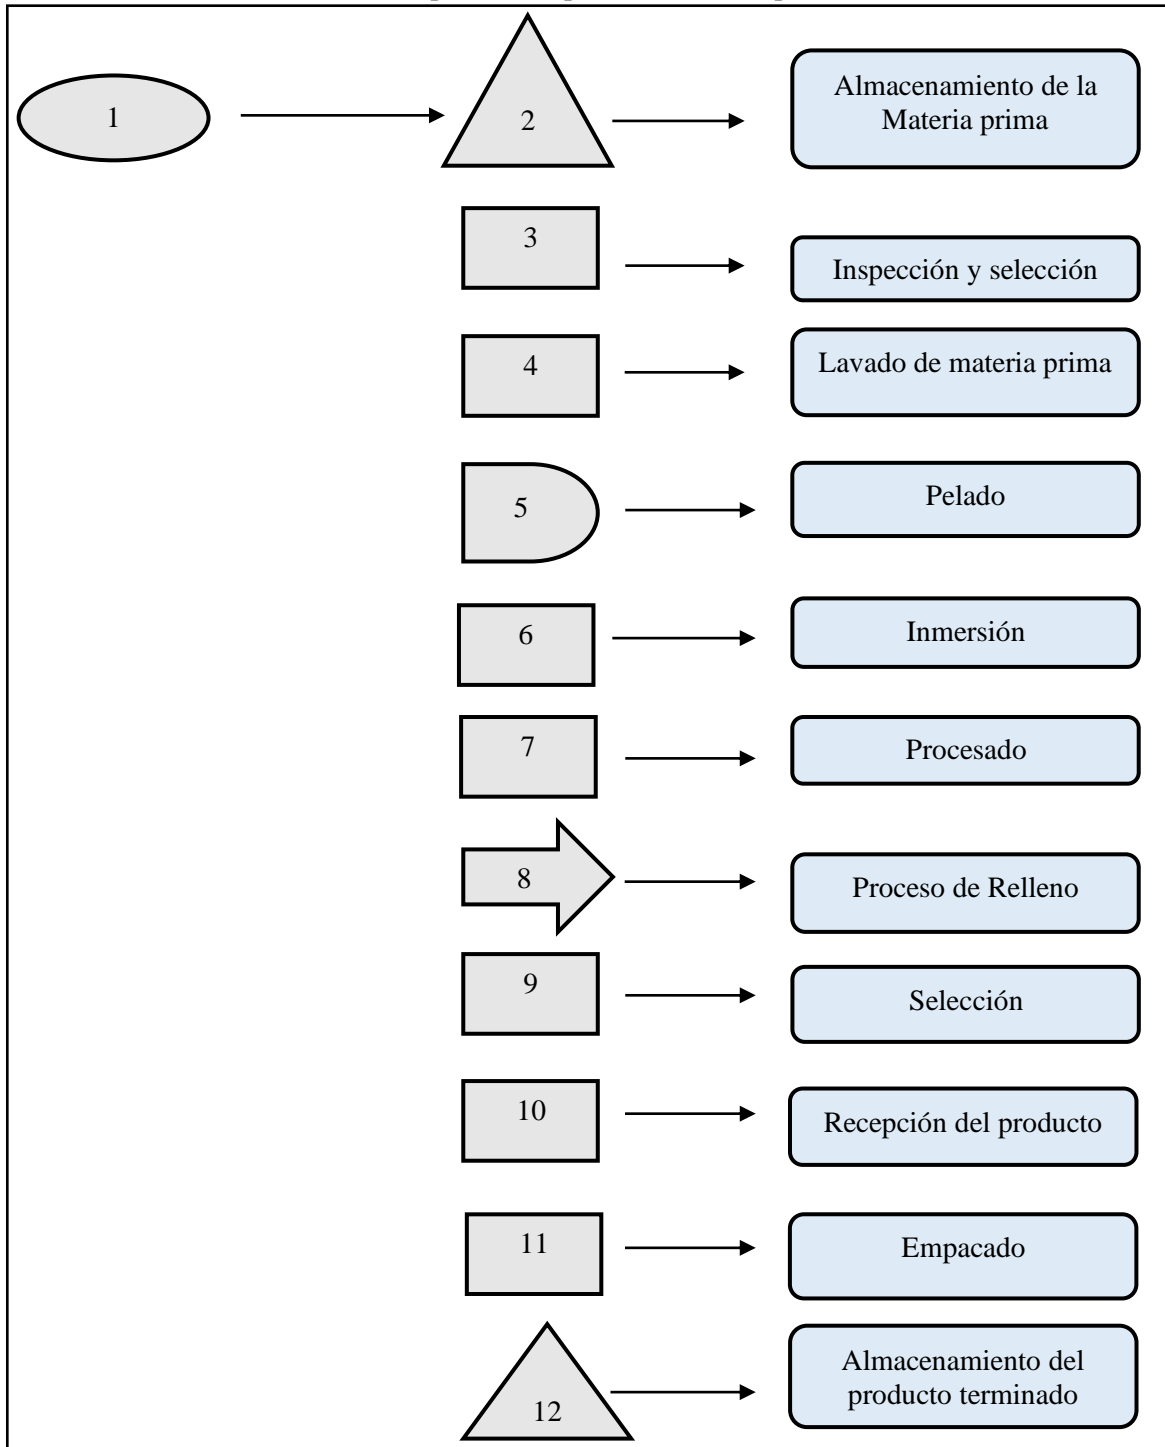 1
2
Almacenamiento de la
Materia prima
3
Inspección y selección
4
Lavado de materia prima
5
Pelado
6
Inmersión
7
Procesado
8
Proceso de Relleno
9
Selección
10
Recepción del producto
11
Empacado
12
Almacenamiento del
producto terminado